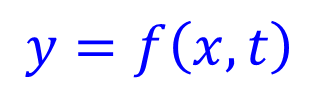 y = f(x, t)